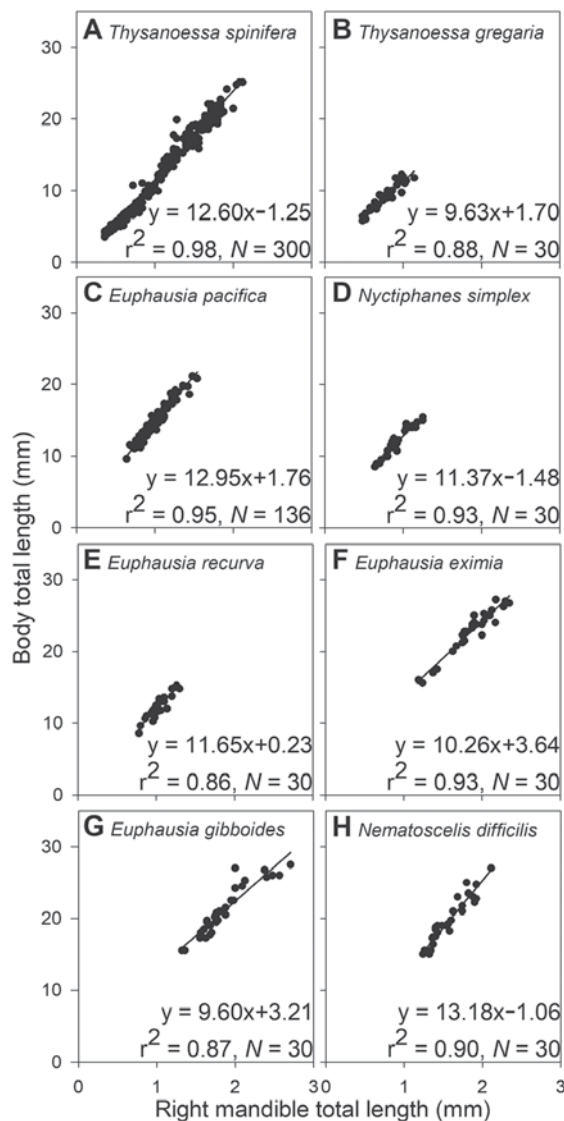 A Thysanoessa spinifera
B Thysanoessa gregaria
30
20
10
0
y = 12.60x−1.25
r2 = 0.98, N = 300
y = 9.63x+1.70
r2 = 0.88, N = 30
C Euphausia pacifica
D Nyctiphanes simplex
30
20
10
0
y = 12.95x+1.76
r2 = 0.95, N = 136
y = 11.37x−1.48
r2 = 0.93, N = 30
E Euphausia recurva
F Euphausia eximia
30
20
10
0
y = 11.65x+0.23
r2 = 0.86, N = 30
y = 10.26x+3.64
r2 = 0.93, N = 30
G Euphausia gibboides
H Nematoscelis difficilis
30
20
10
0
y = 9.60x+3.21
r2 = 0.87, N = 30
y = 13.18x−1.06
r2 = 0.90, N = 30
0 1 2 3 0 1 2 3
Body total length (mm)
Right mandible total length (mm)